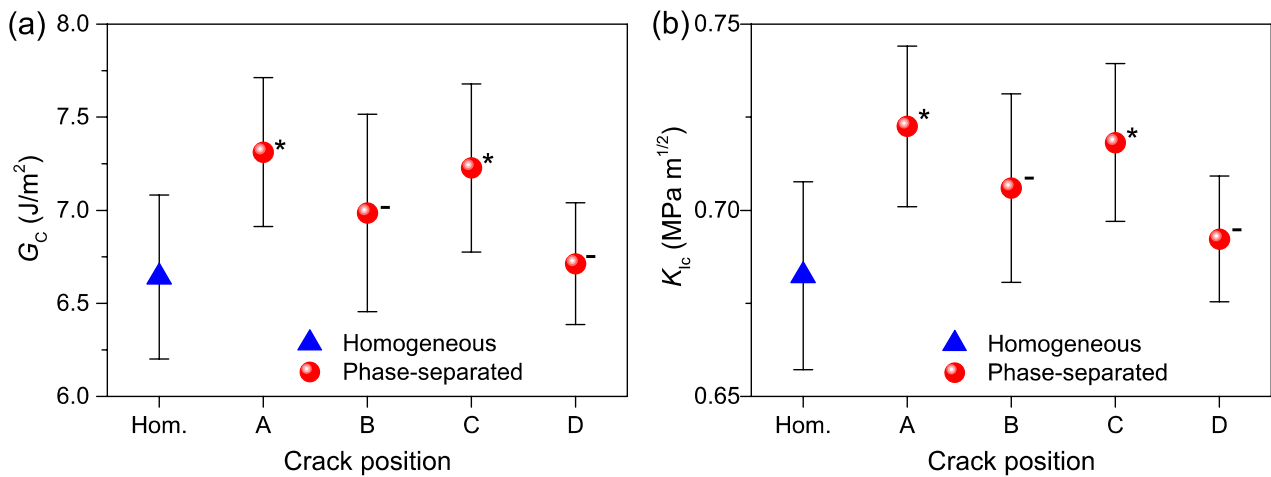 (a)
8.0
7.5
7.0
6.5
6.0
G_C (J/m²)
*
-
*
-
Homogeneous
Phase-separated
Hom. A B C D
Crack position
(b)
0.75
0.70
0.65
K_Ic (MPa m^1/2)
*
-
*
-
Homogeneous
Phase-separated
Hom. A B C D
Crack position